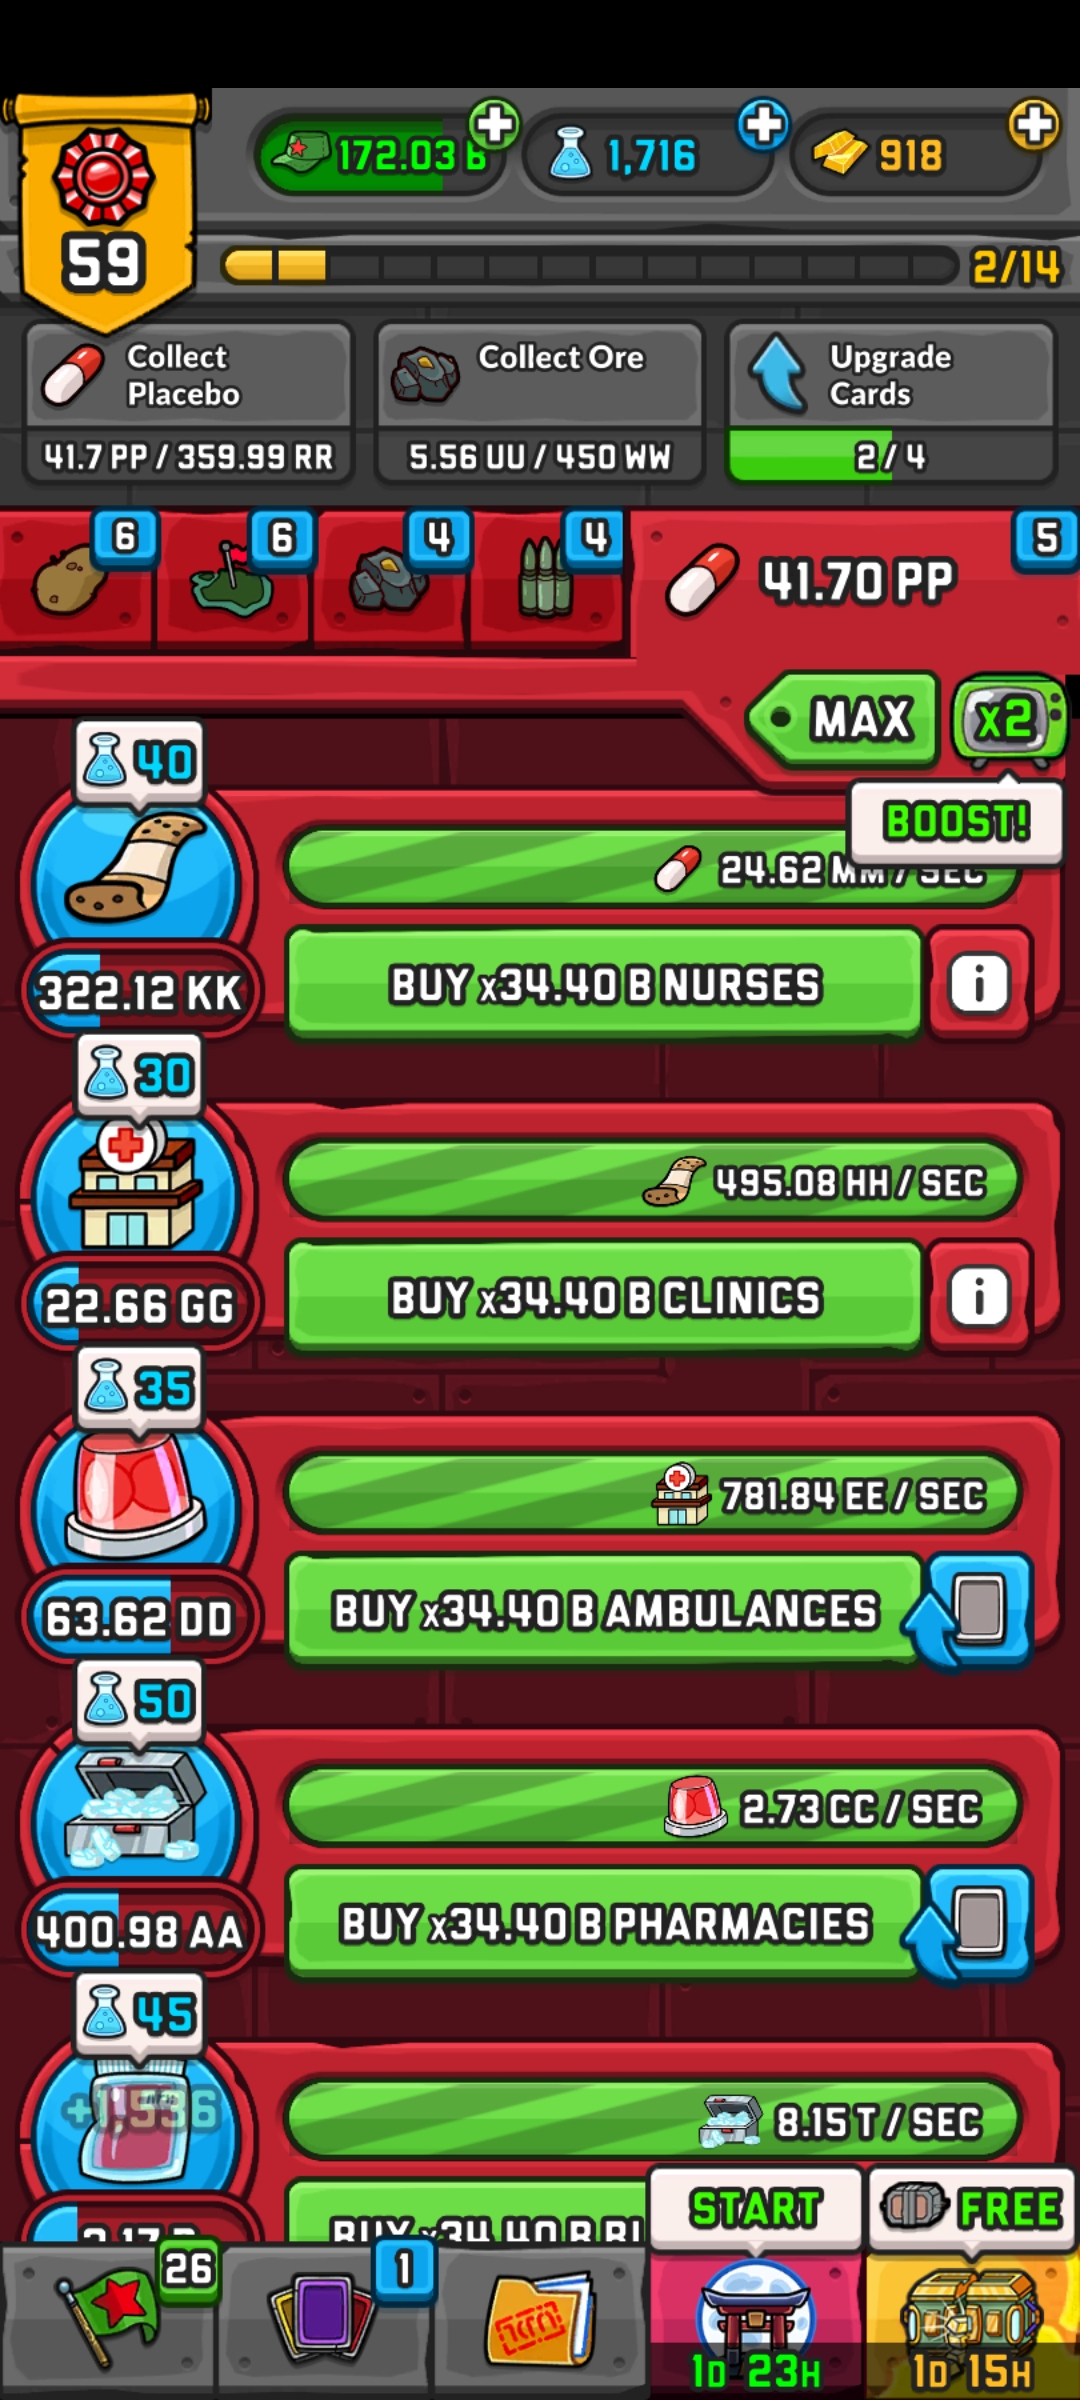 172.03 B
1,716
918
59
2/14
Collect Placebo
41.7 PP / 359.99 RR
Collect Ore
5.56 UU / 450 WW
Upgrade Cards
2 / 4
6
6
4
4
5
41.70 PP
MAX
x2
BOOST!
40
24.62 MM / SEC
322.12 KK
BUY x34.40 B NURSES
i
30
495.08 HH / SEC
22.66 GG
BUY x34.40 B CLINICS
i
35
781.84 EE / SEC
63.62 DD
BUY x34.40 B AMBULANCES
50
2.73 CC / SEC
400.98 AA
BUY x34.40 B PHARMACIES
45
+1,536
8.15 T / SEC
BUY x34.40 B
START
FREE
26
1
1D 23H
1D 15H